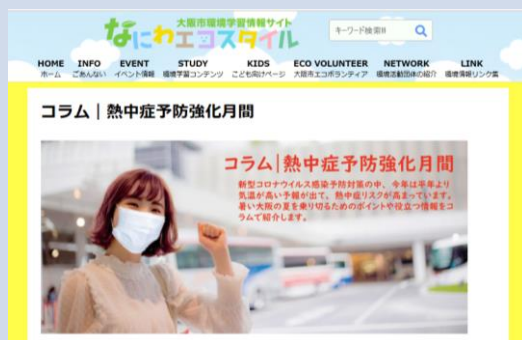 大阪市環境学習情報サイト
なにわエコスタイル
キーワード検索!!
HOME INFO EVENT STUDY KIDS ECO VOLUNTEER NETWORK LINK
ホーム ごあんない イベント情報 環境学習コンテンツ こども向けページ 大阪市エコボランティア 環境活動団体の紹介 環境情報リンク集
コラム｜熱中症予防強化月間
コラム|熱中症予防強化月間
新型コロナウイルス感染予防対策の中、今年は平年より
気温が高い予報が出て、熱中症リスクが高まっています。
暑い大阪の夏を乗り切るためのポイントや役立つ情報をコ
ラムで紹介します。